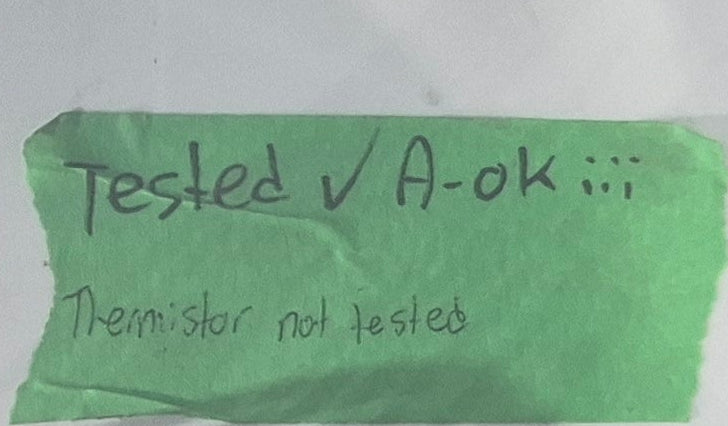 Tested ✓ A-OK :::
Thermistor not tested